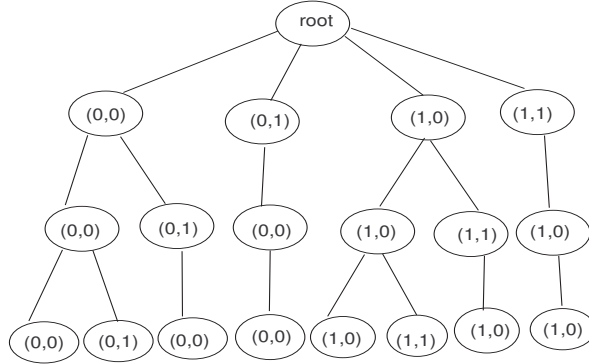 root
(0,0) (0,1) (1,0) (1,1)
(0,0) (0,1) (0,0) (1,0) (1,1) (1,0)
(0,0) (0,1) (0,0) (0,0) (1,0) (1,1) (1,0) (1,0)